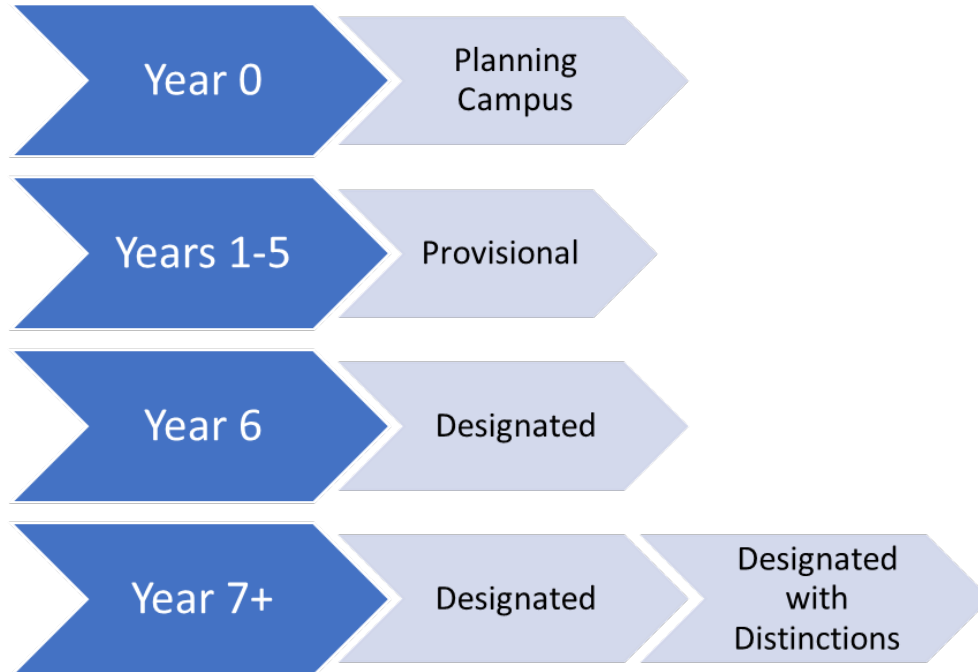 Year 0
Planning
Campus
Years 1-5
Provisional
Year 6
Designated
Year 7+
Designated
Designated
with
Distinctions